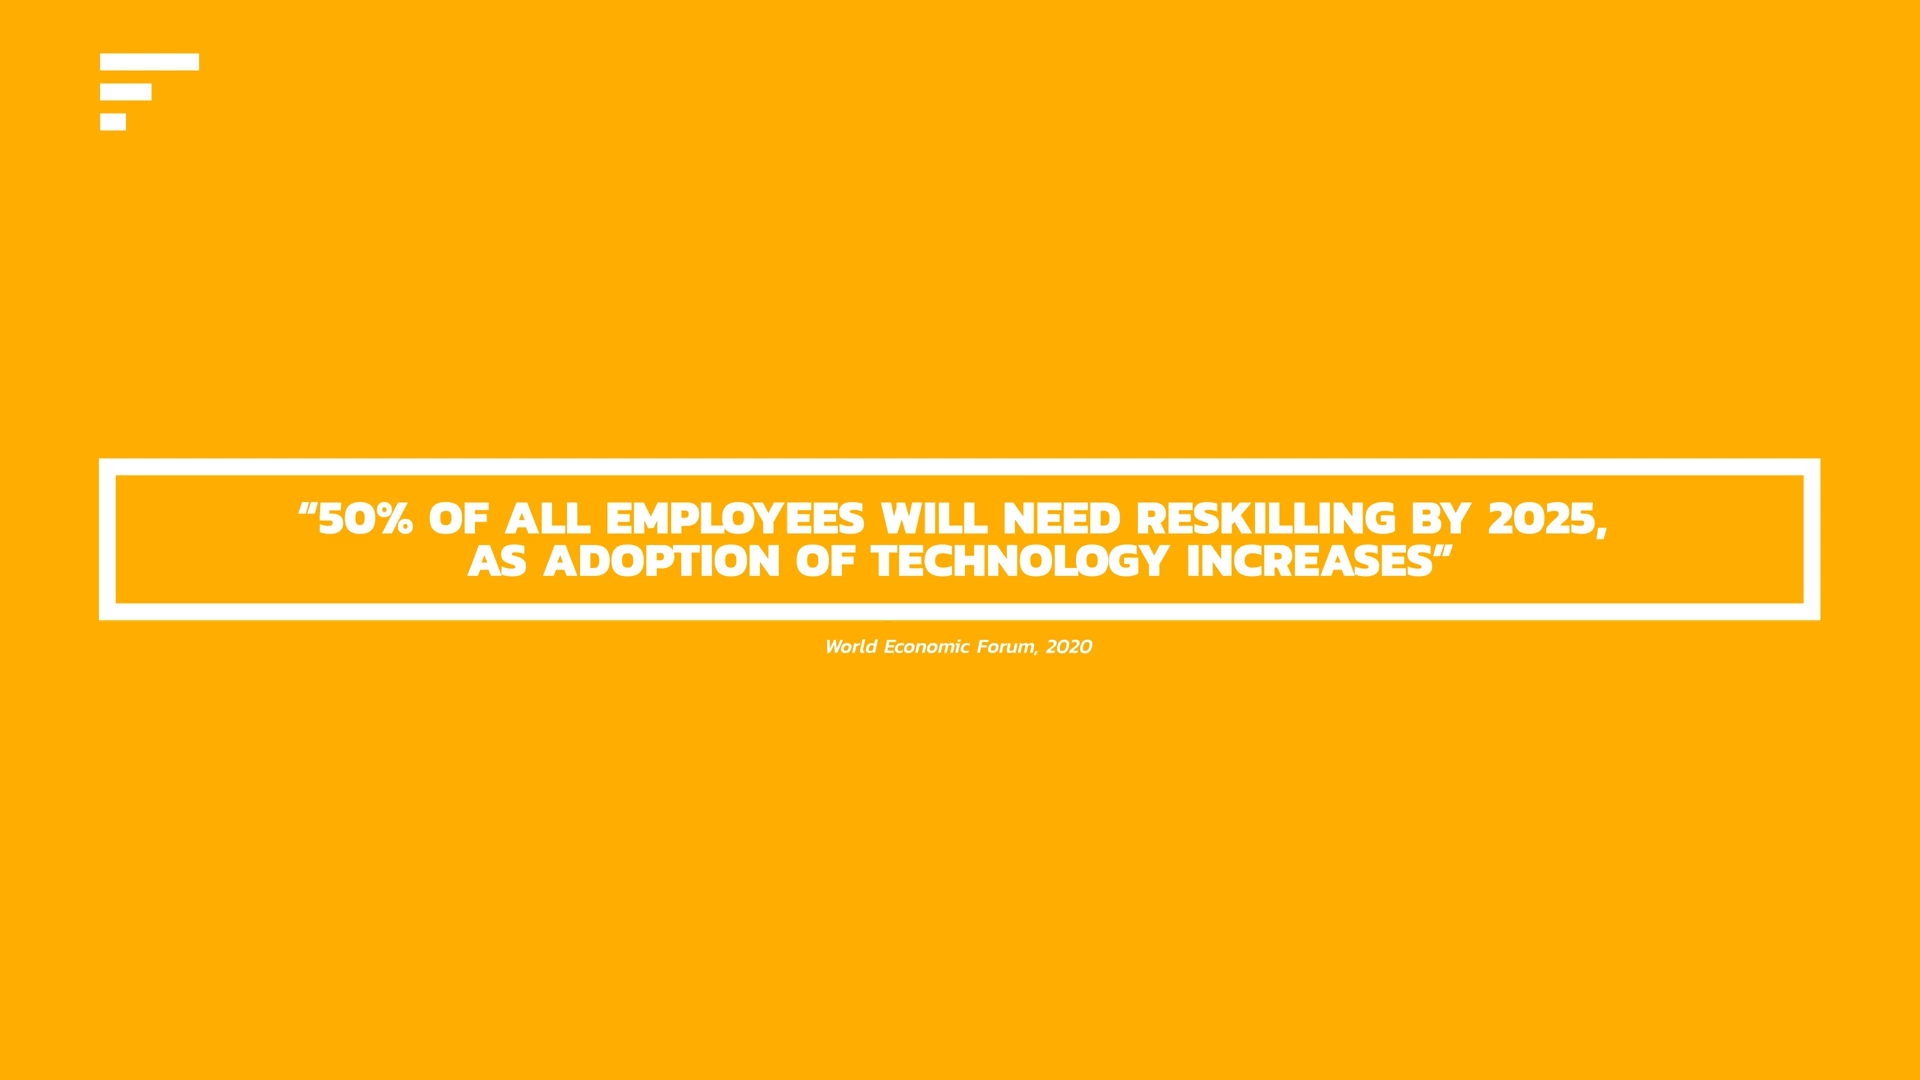 “50% OF ALL EMPLOYEES WILL NEED RESKILLING BY 2025,
AS ADOPTION OF TECHNOLOGY INCREASES”
World Economic Forum, 2020